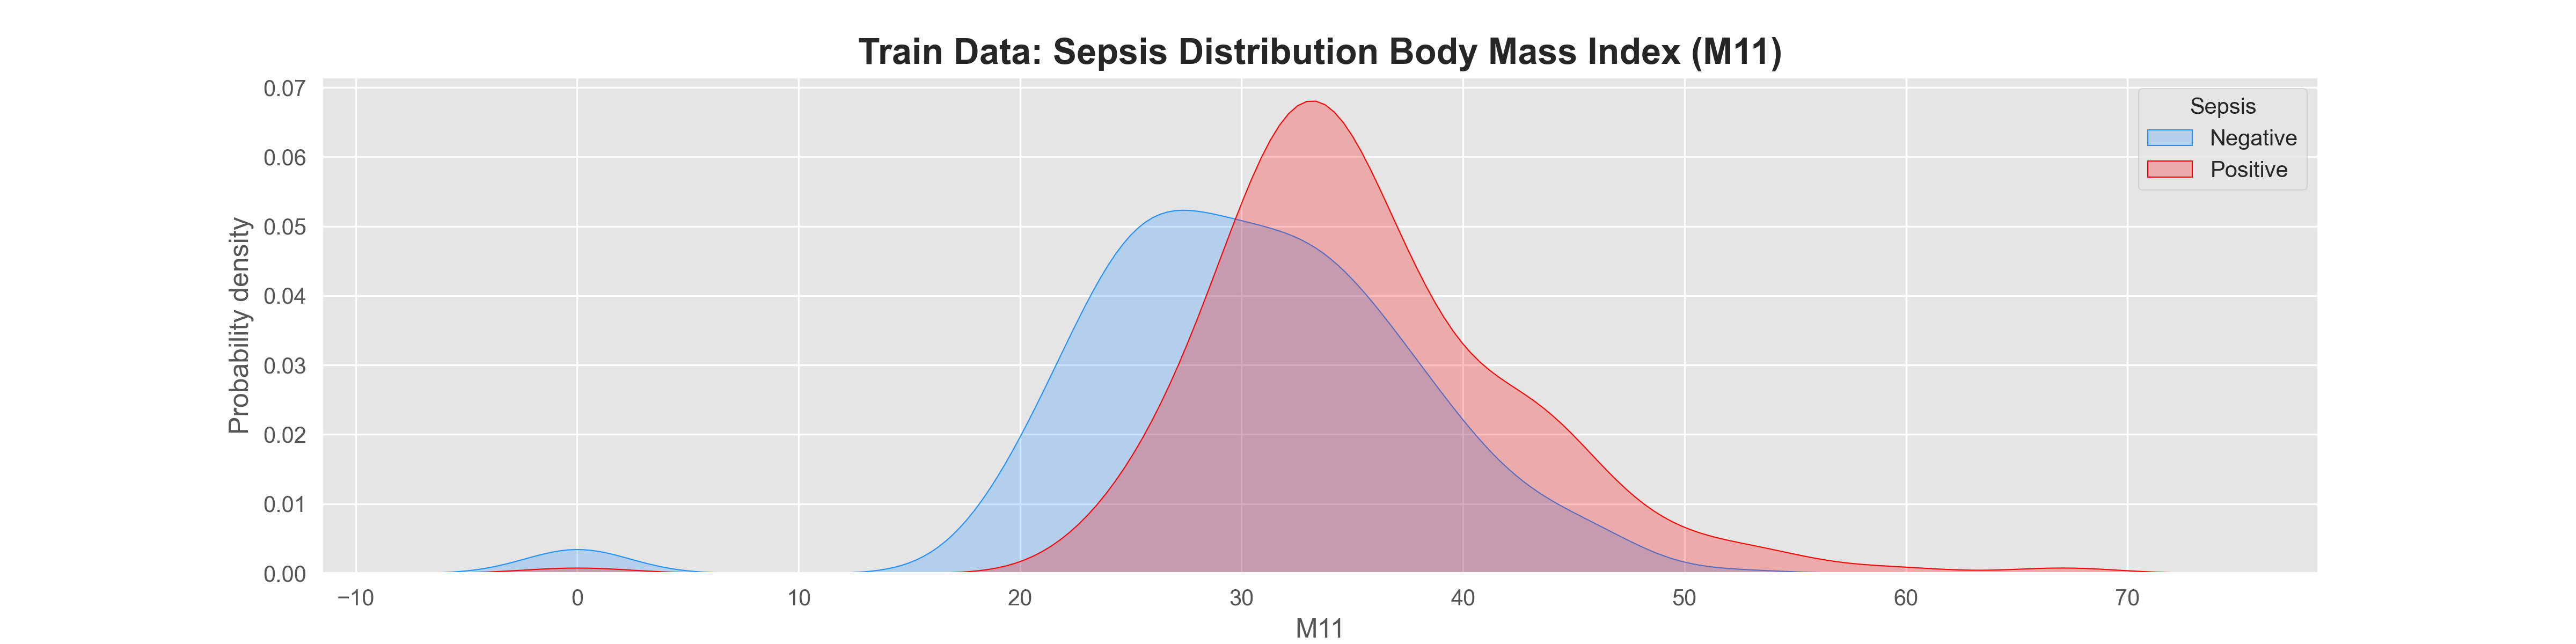 Train Data: Sepsis Distribution Body Mass Index (M11)
Sepsis
Negative
Positive
Probability density
0.07
0.06
0.05
0.04
0.03
0.02
0.01
0.00
−10 0 10 20 30 40 50 60 70
M11